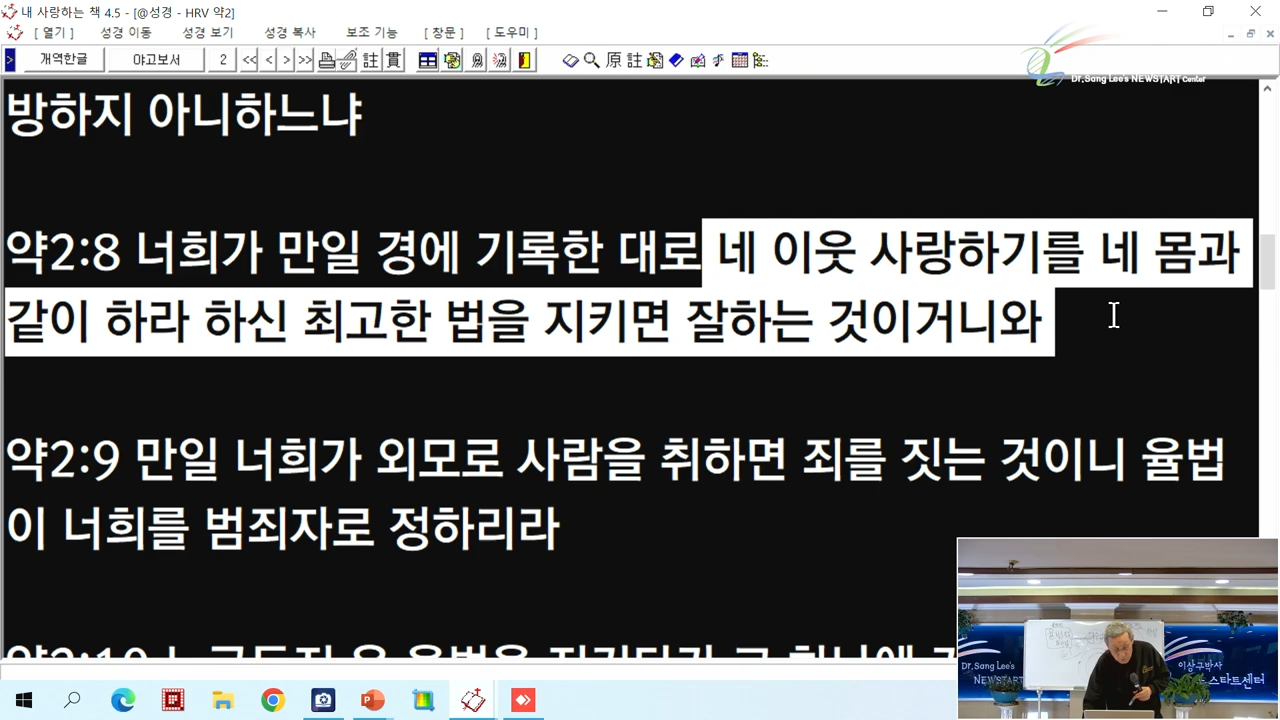 내 사랑하는 책 4.5 - [@성경 - HRV 약2]
[ 열기 ] 성경 이동 성경 보기 성경 복사 보조 기능 [ 창문 ] [ 도우미 ]
개역한글 야고보서 2 << < > >> 註 貫 原 註
Dr.Sang Lee's NEWSTART Center
방하지 아니하느냐
약2:8 너희가 만일 경에 기록한 대로 네 이웃 사랑하기를 네 몸과
같이 하라 하신 최고한 법을 지키면 잘하는 것이거니와
약2:9 만일 너희가 외모로 사람을 취하면 죄를 짓는 것이니 율법
이 너희를 범죄자로 정하리라
약2:10
Dr.Sang Lee's
NEWSTART
이상구박사
스타트센터